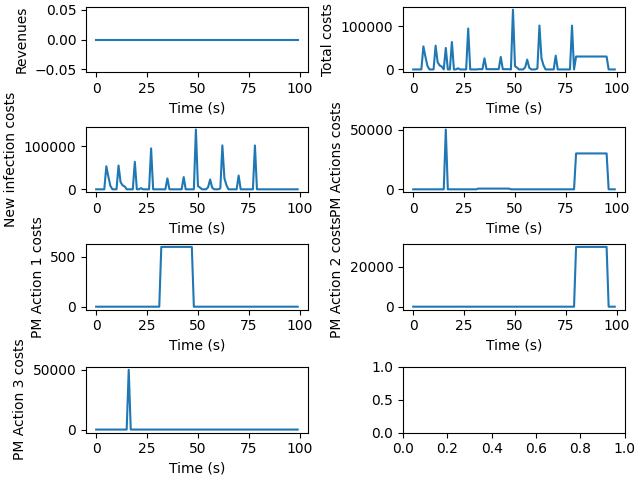 Revenues
0.05
0.00
−0.05
0 25 50 75 100
Time (s)
Total costs
100000
0
0 25 50 75 100
Time (s)
New infection costs
100000
0
0 25 50 75 100
Time (s)
PM Actions costs
50000
0
0 25 50 75 100
Time (s)
PM Action 1 costs
500
0
0 25 50 75 100
Time (s)
PM Action 2 costs
20000
0
0 25 50 75 100
Time (s)
PM Action 3 costs
50000
0
0 25 50 75 100
Time (s)
1.0
0.5
0.0
0.0 0.2 0.4 0.6 0.8 1.0